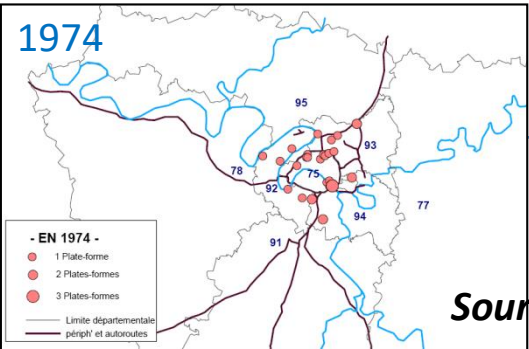 1974
95
93
78
75
92
77
94
91
- EN 1974 -
1 Plate-forme
2 Plates-formes
3 Plates-formes
Limite départementale
périph' et autoroutes
Sour